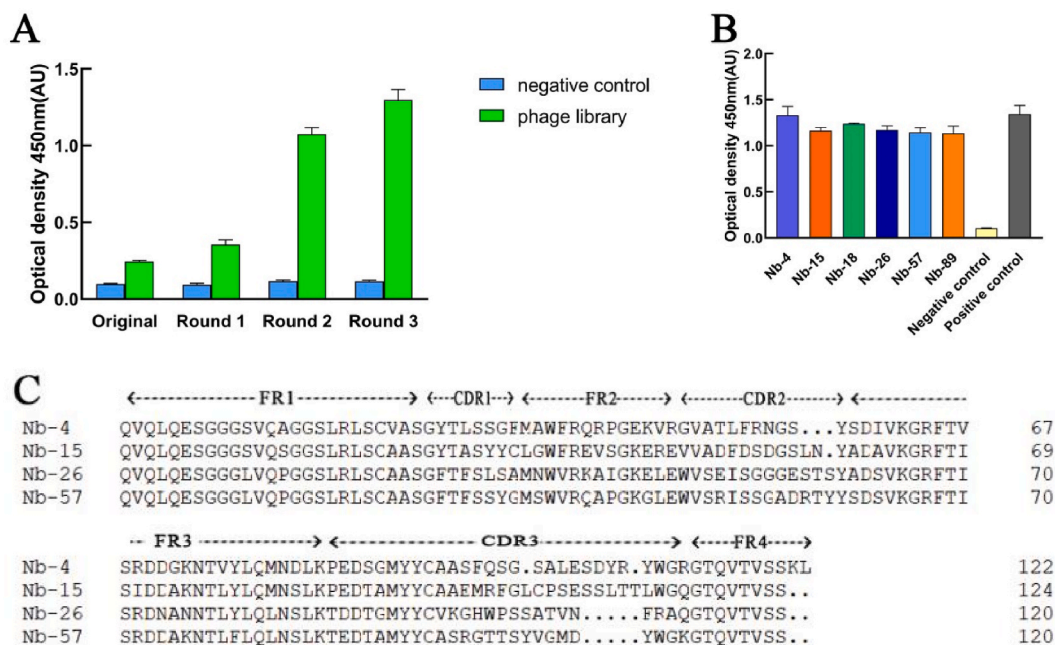 A
Optical density 450nm(AU)
1.5
1.0
0.5
0.0
Original Round 1 Round 2 Round 3
negative control
phage library
B
Optical density 450nm(AU)
2.0
1.5
1.0
0.5
0.0
Nb-4 Nb-15 Nb-18 Nb-26 Nb-57 Nb-89 Negative control Positive control
C
FR1 CDR1 FR2 CDR2
Nb-4 QVQLQESGGGSVQAGGSLRLSCVASGYTLSSGFMAWFRQRPGEKVRGVATLFRNGS...YSDIVKGRFTV 67
Nb-15 QVQLQESGGGSVQAGGSLRLSCAASGYTASYYCLGWFREVSGKEREVVADFDSDGSLN.YADAVKGRFTI 69
Nb-26 QVQLQESGGGLVQPGGSLRLSCAASGFTFSLSAMNWVRKAIGKELEWVSEISGGGESTSYADSVKGRFTI 70
Nb-57 QVQLQESGGGLVQPGGSLRLSCAASGFTFSSYGMSWVRQAPGKGLEWVSRISSGADRTYYSDSVKGRFTI 70
FR3 CDR3 FR4
Nb-4 SRDDGKNTVYLQMNDLKPEDSGMYYCAASFQSG.SALESDYR.YWGRGTQVTVSSKL 122
Nb-15 SIDDAKNTLYLQMNSLKPEDTAMYYCAAEMRFGLCPSESSLTTLWGQGTQVTVSS.. 124
Nb-26 SRDNANNTLYLQLNSLKTDDTGMYYCVKGHWPSSATVN.....FRAQGTQVTVSS.. 120
Nb-57 SRDDAKNTLFLQLNSLKTEDTAMYYCASRGTTSYVGMD.....YWGKGTQVTVSS.. 120